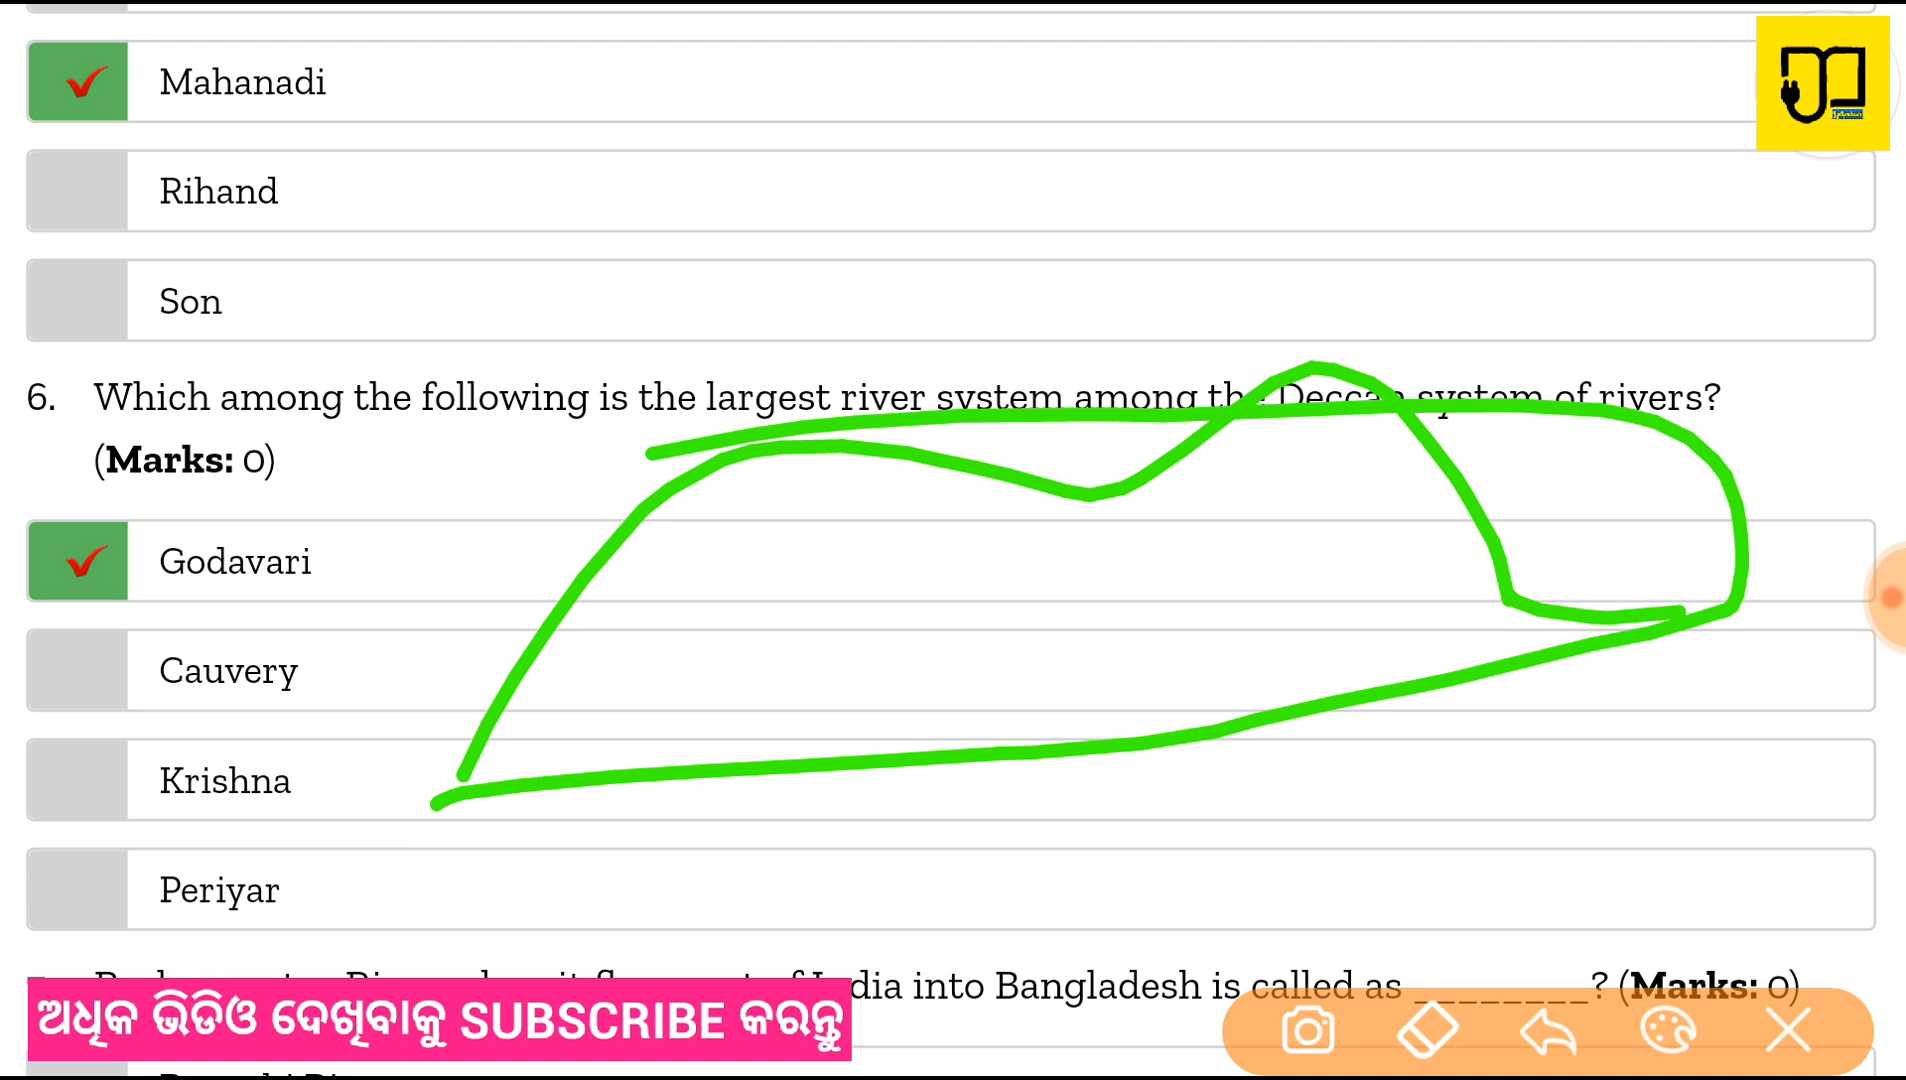 Mahanadi
Rihand
Son
6. Which among the following is the largest river system among the Deccan system of rivers?
(Marks: 0)
Godavari
Cauvery
Krishna
Periyar
India into Bangladesh is called as ________? (Marks: 0)
ଅଧିକ ଭିଡିଓ ଦେଖିବାକୁ SUBSCRIBE କରନ୍ତୁ